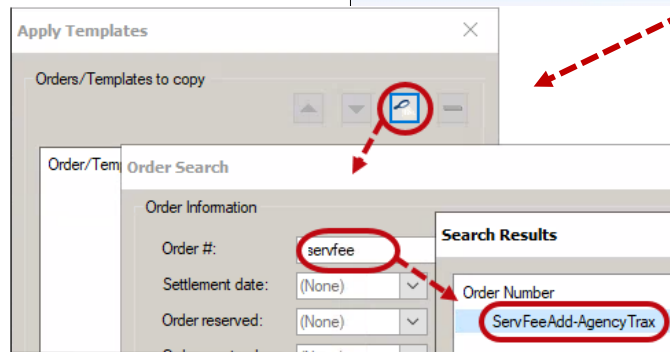 Apply Templates
Orders/Templates to copy
Order/Tem
Order Search
Order Information
Order #:
servfee
Settlement date:
(None)
Order reserved:
(None)
Search Results
Order Number
ServFeeAdd-AgencyTrax